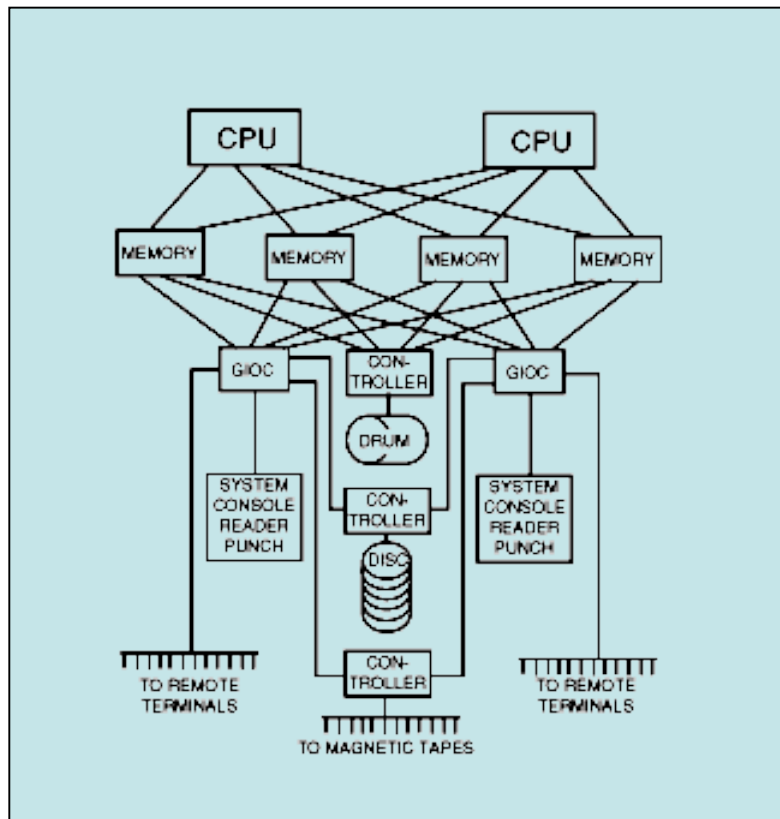 CPU
CPU
MEMORY
MEMORY
MEMORY
MEMORY
GIOC
CON-
TROLLER
GIOC
DRUM
SYSTEM
CONSOLE
READER
PUNCH
CON-
TROLLER
SYSTEM
CONSOLE
READER
PUNCH
DISC
CON-
TROLLER
TO REMOTE
TERMINALS
TO REMOTE
TERMINALS
TO MAGNETIC TAPES